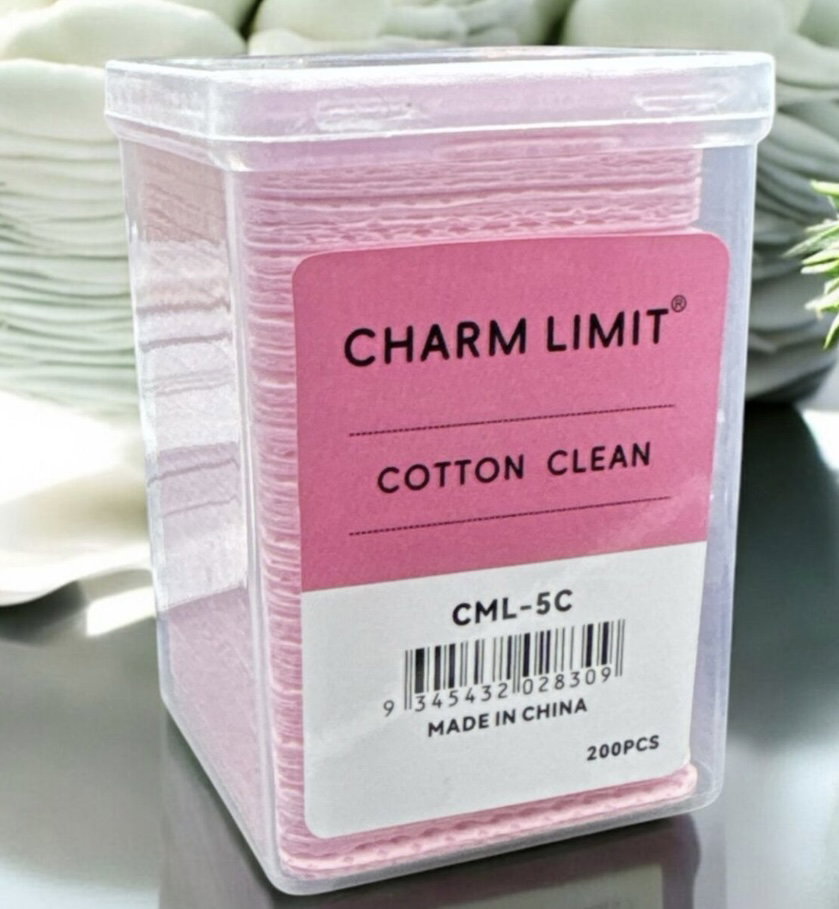 CHARM LIMIT®
COTTON CLEAN
CML-5C
9 345432 028309
MADE IN CHINA
200PCS